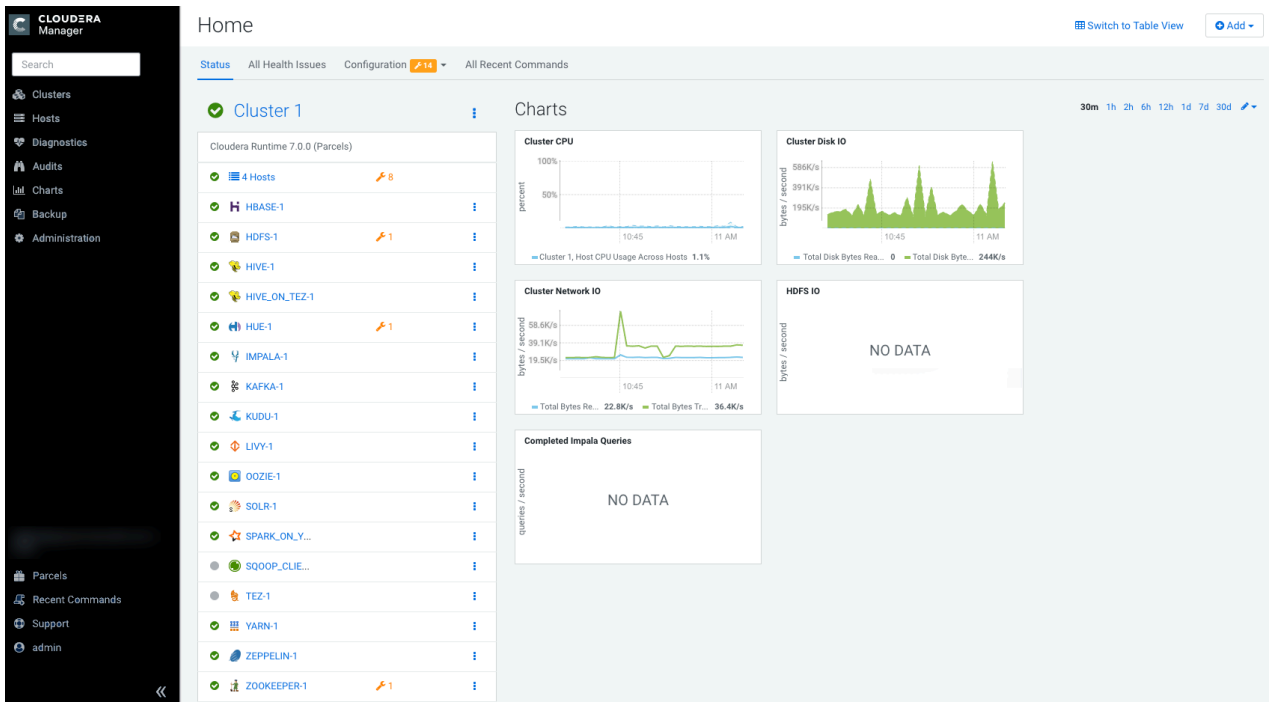 CLOUDERA
Manager
Search
Clusters
Hosts
Diagnostics
Audits
Charts
Backup
Administration
Parcels
Recent Commands
Support
admin
Home
Switch to Table View
Add
Status All Health Issues Configuration 14 All Recent Commands
Cluster 1
Cloudera Runtime 7.0.0 (Parcels)
4 Hosts 8
HBASE-1
HDFS-1 1
HIVE-1
HIVE_ON_TEZ-1
HUE-1 1
IMPALA-1
KAFKA-1
KUDU-1
LIVY-1
OOZIE-1
SOLR-1
SPARK_ON_Y...
SQOOP_CLIE...
TEZ-1
YARN-1
ZEPPELIN-1
ZOOKEEPER-1 1
Charts
30m 1h 2h 6h 12h 1d 7d 30d
Cluster CPU
percent
100%
50%
10:45 11 AM
Cluster 1, Host CPU Usage Across Hosts 1.1%
Cluster Disk IO
bytes / second
586K/s
391K/s
195K/s
10:45 11 AM
Total Disk Bytes Rea... 0 Total Disk Byte... 244K/s
Cluster Network IO
bytes / second
58.6K/s
39.1K/s
19.5K/s
10:45 11 AM
Total Bytes Re... 22.8K/s Total Bytes Tr... 36.4K/s
HDFS IO
bytes / second
NO DATA
Completed Impala Queries
queries / second
NO DATA